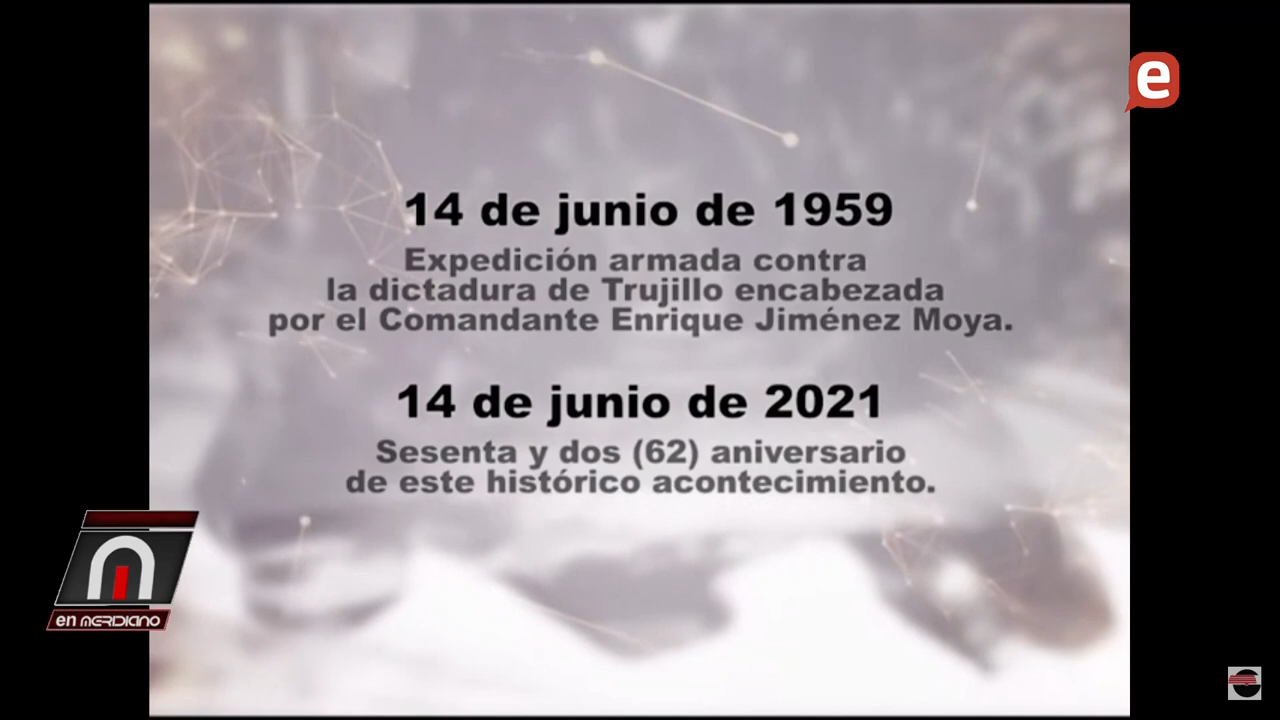 e
14 de junio de 1959
Expedición armada contra
la dictadura de Trujillo encabezada
por el Comandante Enrique Jiménez Moya.
14 de junio de 2021
Sesenta y dos (62) aniversario
de este histórico acontecimiento.
en MERIDIANO